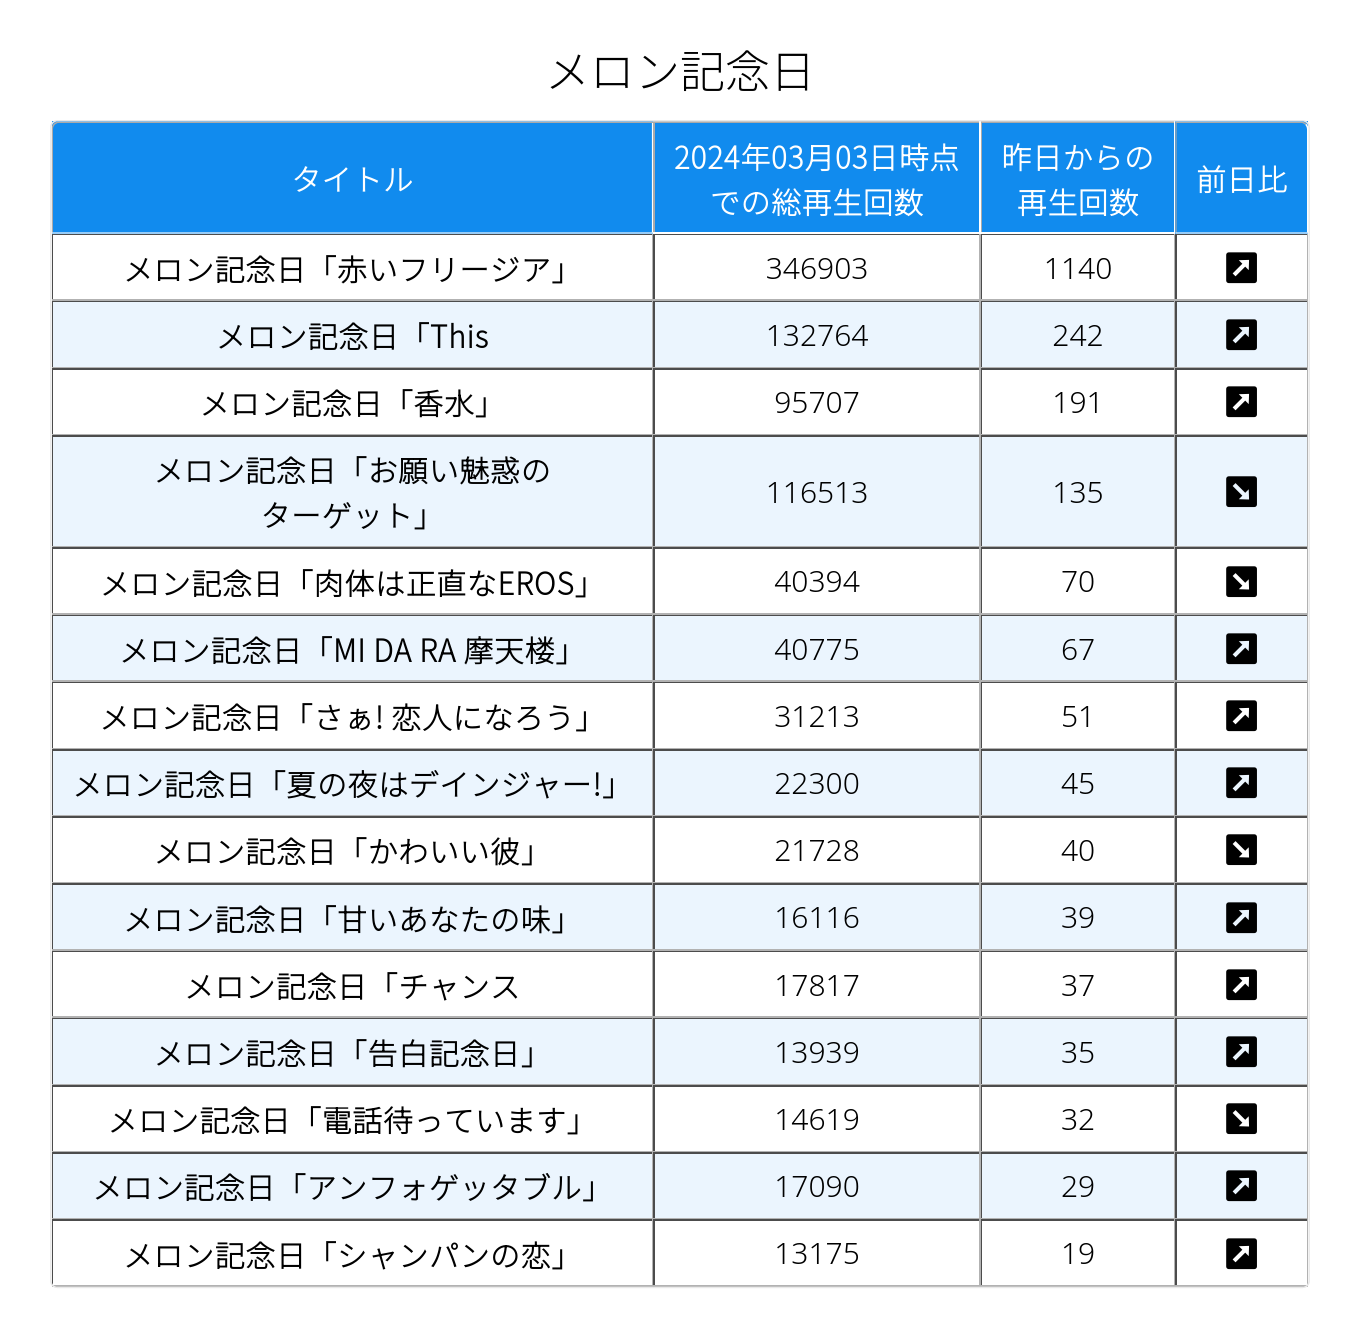 メロン記念日
タイトル 2024年03月03日時点での総再生回数 昨日からの再生回数 前日比
メロン記念日「赤いフリージア」 346903 1140 ↗
メロン記念日「This 132764 242 ↗
メロン記念日「香水」 95707 191 ↗
メロン記念日「お願い魅惑の
ターゲット」 116513 135 ↘
メロン記念日「肉体は正直なEROS」 40394 70 ↘
メロン記念日「MI DA RA 摩天楼」 40775 67 ↗
メロン記念日「さぁ! 恋人になろう」 31213 51 ↗
メロン記念日「夏の夜はデインジャー!」 22300 45 ↗
メロン記念日「かわいい彼」 21728 40 ↘
メロン記念日「甘いあなたの味」 16116 39 ↗
メロン記念日「チャンス 17817 37 ↗
メロン記念日「告白記念日」 13939 35 ↗
メロン記念日「電話待っています」 14619 32 ↘
メロン記念日「アンフォゲッタブル」 17090 29 ↗
メロン記念日「シャンパンの恋」 13175 19 ↗